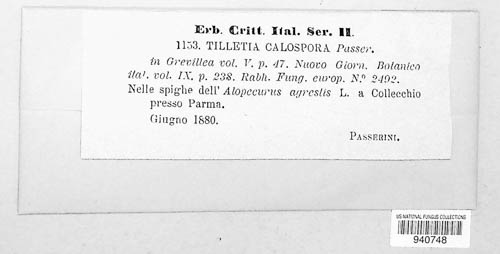 Erb. Critt. Ital. Ser. II.
1153. TILLETIA CALOSPORA Passer.
in Grevillea vol. V. p. 47. Nuovo Giorn. Botanico
ital. vol. IX. p. 238. Rabh. Fung. europ. N.º 2492.
Nelle spighe dell' Alopecurus agrestis L. a Collecchio
presso Parma.
Giugno 1880.
PASSERINI.
US NATIONAL FUNGUS COLLECTIONS
940748